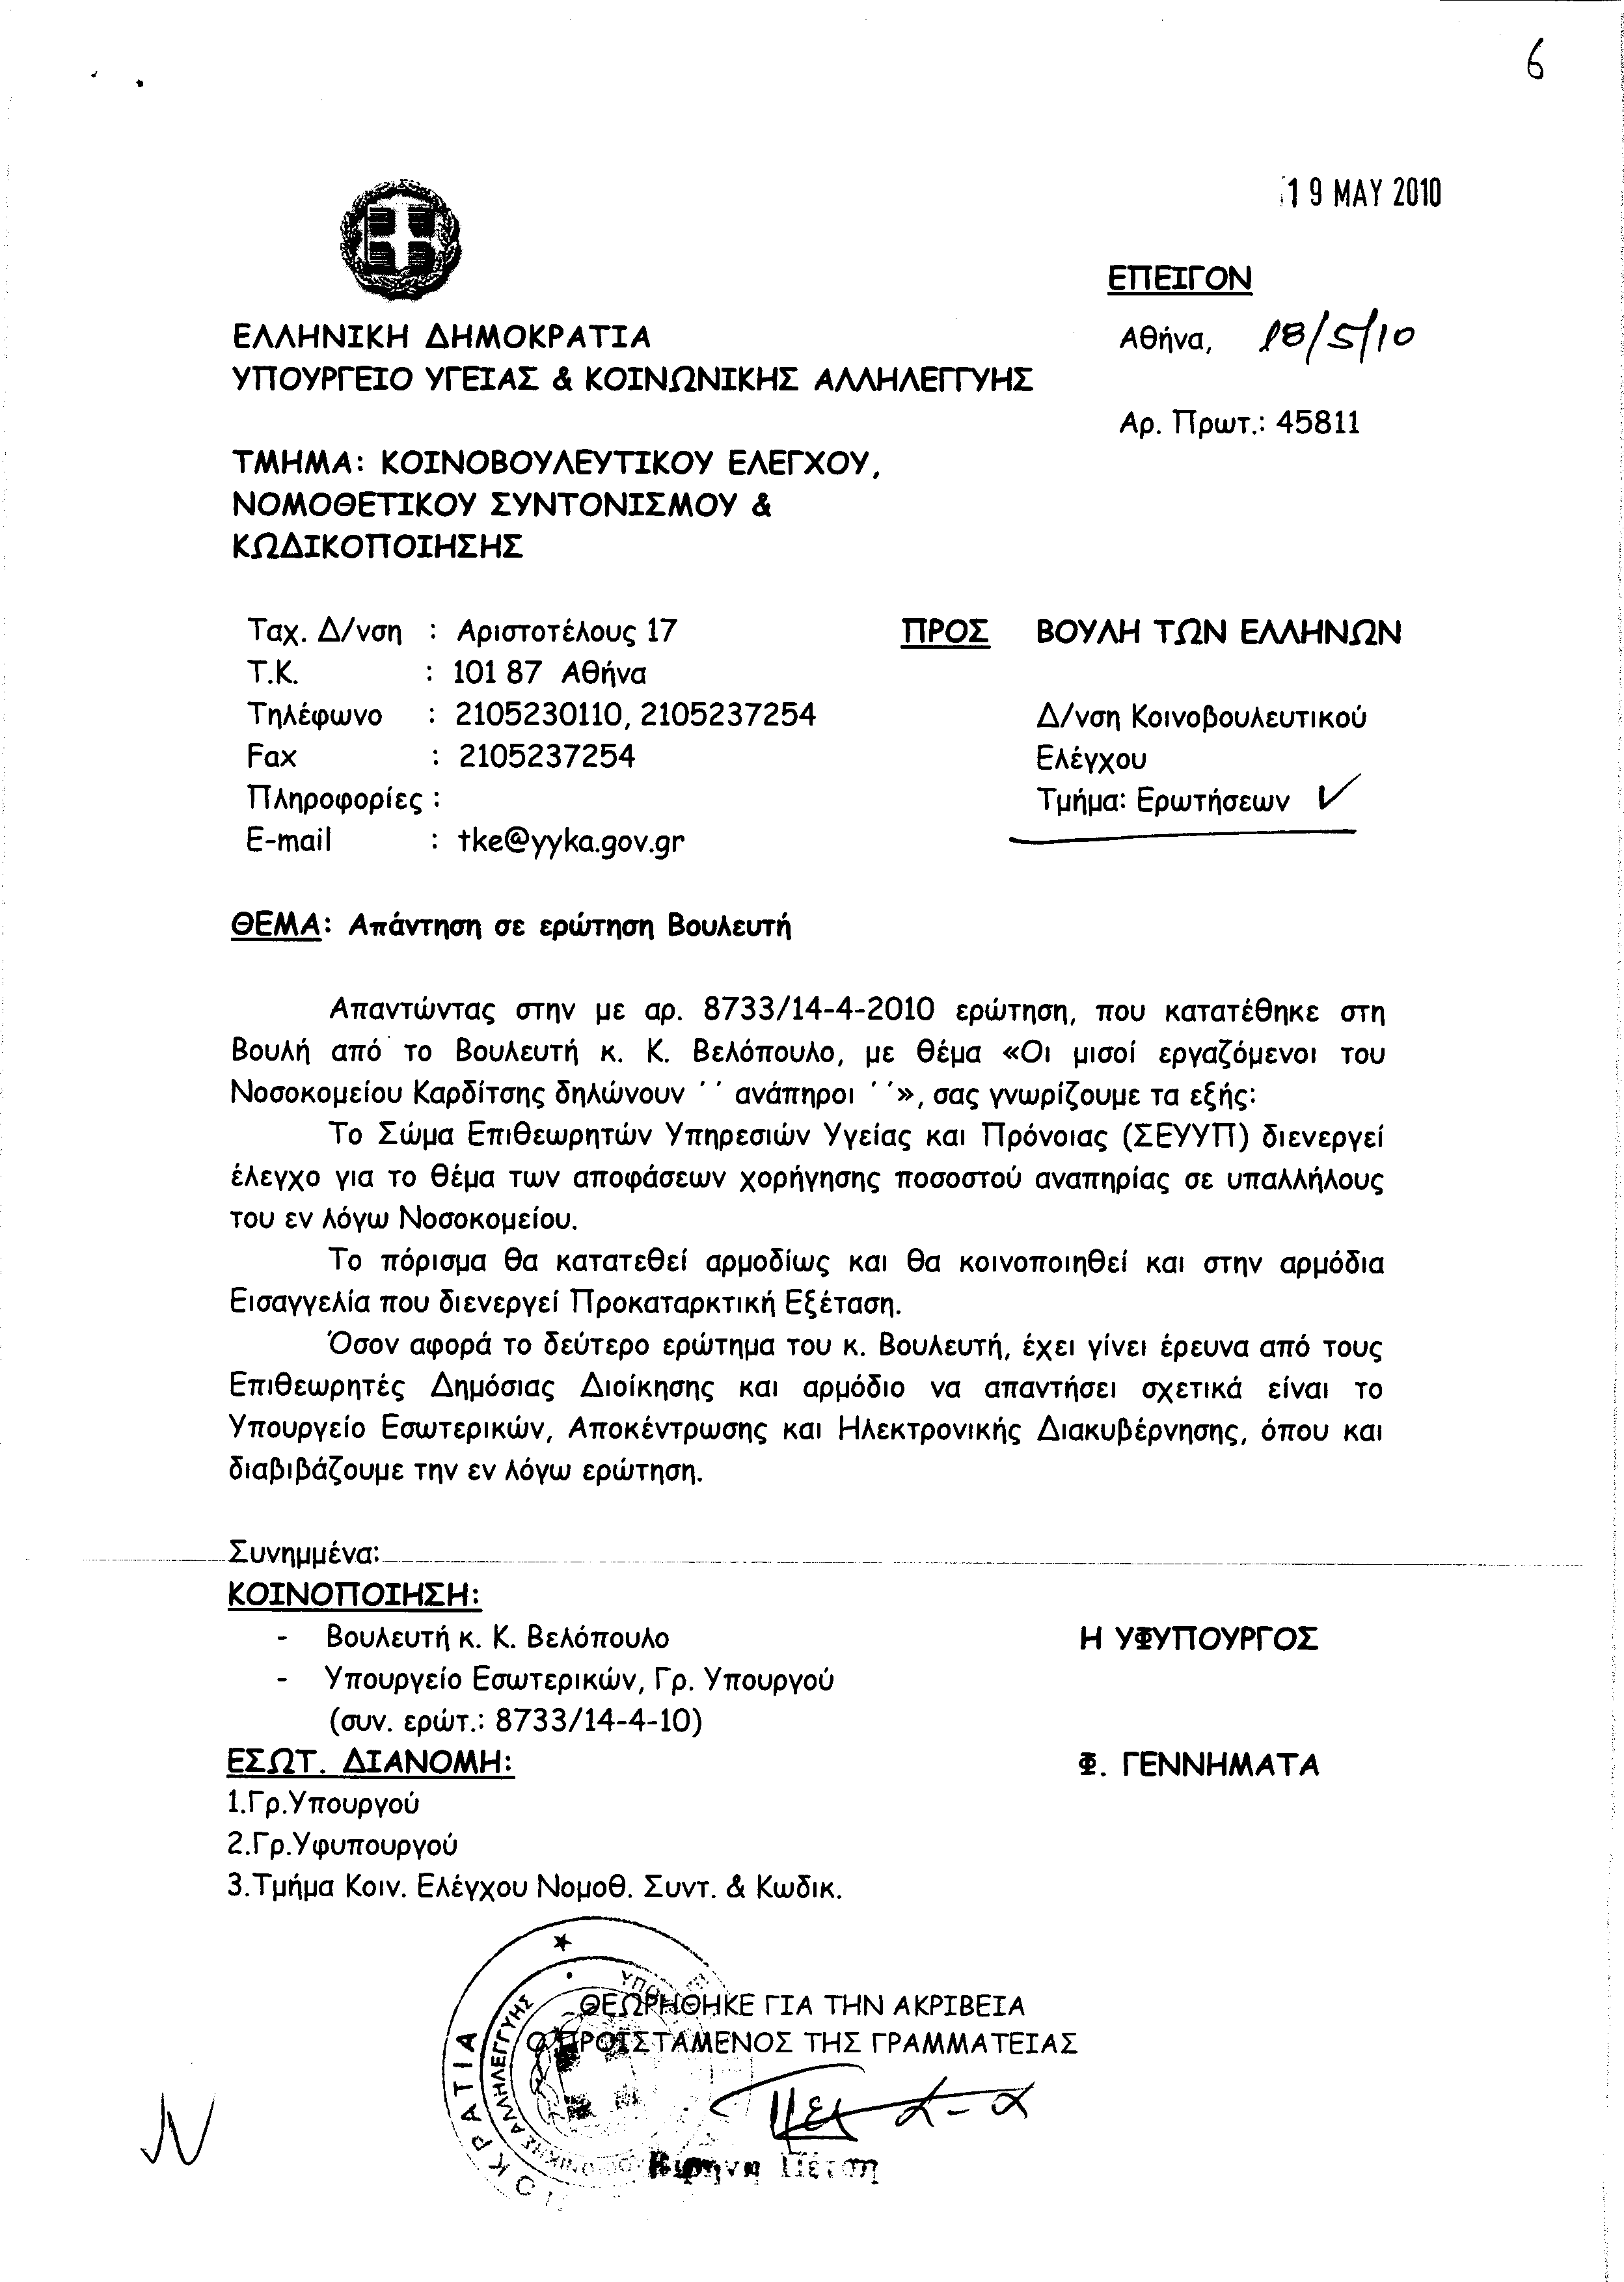 6
19 MAY 2010
ΕΠΕΙΓΟΝ
ΕΛΛΗΝΙΚΗ ΔΗΜΟΚΡΑΤΙΑ
Αθήνα, 18/5/10
ΥΠΟΥΡΓΕΙΟ ΥΓΕΙΑΣ & ΚΟΙΝΩΝΙΚΗΣ ΑΛΛΗΛΕΓΓΥΗΣ
Αρ. Πρωτ.: 45811
ΤΜΗΜΑ: ΚΟΙΝΟΒΟΥΛΕΥΤΙΚΟΥ ΕΛΕΓΧΟΥ,
ΝΟΜΟΘΕΤΙΚΟΥ ΣΥΝΤΟΝΙΣΜΟΥ &
ΚΩΔΙΚΟΠΟΙΗΣΗΣ
Ταχ. Δ/νση : Αριστοτέλους 17
Τ.Κ. : 101 87 Αθήνα
Τηλέφωνο : 2105230110, 2105237254
Fax : 2105237254
Πληροφορίες :
E-mail : tke@yyka.gov.gr
ΠΡΟΣ ΒΟΥΛΗ ΤΩΝ ΕΛΛΗΝΩΝ
Δ/νση Κοινοβουλευτικού
Ελέγχου
Τμήμα: Ερωτήσεων
ΘΕΜΑ: Απάντηση σε ερώτηση Βουλευτή
Απαντώντας στην με αρ. 8733/14-4-2010 ερώτηση, που κατατέθηκε στη
Βουλή από το Βουλευτή κ. Κ. Βελόπουλο, με θέμα «Οι μισοί εργαζόμενοι του
Νοσοκομείου Καρδίτσης δηλώνουν ΄΄ ανάπηροι ΄΄», σας γνωρίζουμε τα εξής:
Το Σώμα Επιθεωρητών Υπηρεσιών Υγείας και Πρόνοιας (ΣΕΥΥΠ) διενεργεί
έλεγχο για το θέμα των αποφάσεων χορήγησης ποσοστού αναπηρίας σε υπαλλήλους
του εν λόγω Νοσοκομείου.
Το πόρισμα θα κατατεθεί αρμοδίως και θα κοινοποιηθεί και στην αρμόδια
Εισαγγελία που διενεργεί Προκαταρκτική Εξέταση.
Όσον αφορά το δεύτερο ερώτημα του κ. Βουλευτή, έχει γίνει έρευνα από τους
Επιθεωρητές Δημόσιας Διοίκησης και αρμόδιο να απαντήσει σχετικά είναι το
Υπουργείο Εσωτερικών, Αποκέντρωσης και Ηλεκτρονικής Διακυβέρνησης, όπου και
διαβιβάζουμε την εν λόγω ερώτηση.
Συνημμένα:
ΚΟΙΝΟΠΟΙΗΣΗ:
- Βουλευτή κ. Κ. Βελόπουλο
- Υπουργείο Εσωτερικών, Γρ. Υπουργού
(συν. ερώτ.: 8733/14-4-10)
Η ΥΦΥΠΟΥΡΓΟΣ
Φ. ΓΕΝΝΗΜΑΤΑ
ΕΣΩΤ. ΔΙΑΝΟΜΗ:
1.Γρ.Υπουργού
2.Γρ.Υφυπουργού
3.Τμήμα Κοιν. Ελέγχου Νομοθ. Συντ. & Κωδικ.
ΘΕΩΡΗΘΗΚΕ ΓΙΑ ΤΗΝ ΑΚΡΙΒΕΙΑ
Ο ΠΡΟΪΣΤΑΜΕΝΟΣ ΤΗΣ ΓΡΑΜΜΑΤΕΙΑΣ
Ειρήνη Πέτση